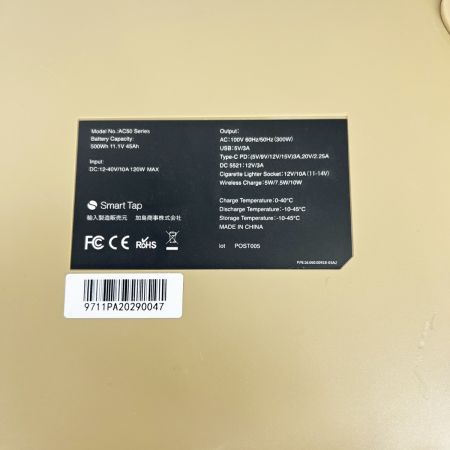 Model No.:AC50 Series
Battery Capacity:
500Wh 11.1V 45Ah
Input:
DC:12-40V/10A 120W MAX
Smart Tap
輸入製造販売元 加島商事株式会社
FC CE RoHS
Output:
AC:100V 60Hz/50Hz (300W)
USB:5V/3A
Type-C PD:(5V/9V/12V/15V)3A,20V/2.25A
DC 5521:12V/3A
Cigarette Lighter Socket:12V/10A (11-14V)
Wireless Charge:5W/7.5W/10W
Charge Temperature:0-40°C
Discharge Temperature:-10-45°C
Storage Temperature:-10-45°C
MADE IN CHINA
lot POST005
9711PA20290047